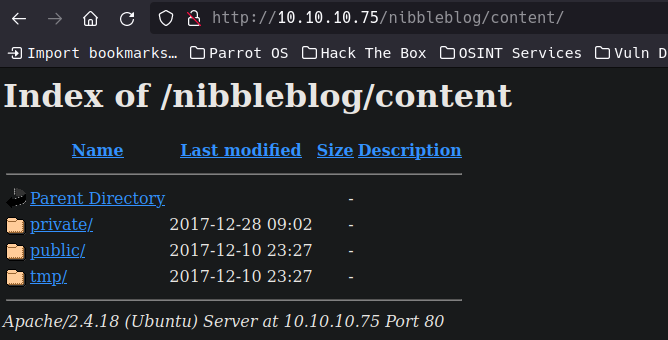 http://10.10.10.75/nibbleblog/content/
Import bookmarks… Parrot OS Hack The Box OSINT Services Vuln D
Index of /nibbleblog/content
Name Last modified Size Description
Parent Directory -
private/ 2017-12-28 09:02 -
public/ 2017-12-10 23:27 -
tmp/ 2017-12-10 23:27 -
Apache/2.4.18 (Ubuntu) Server at 10.10.10.75 Port 80